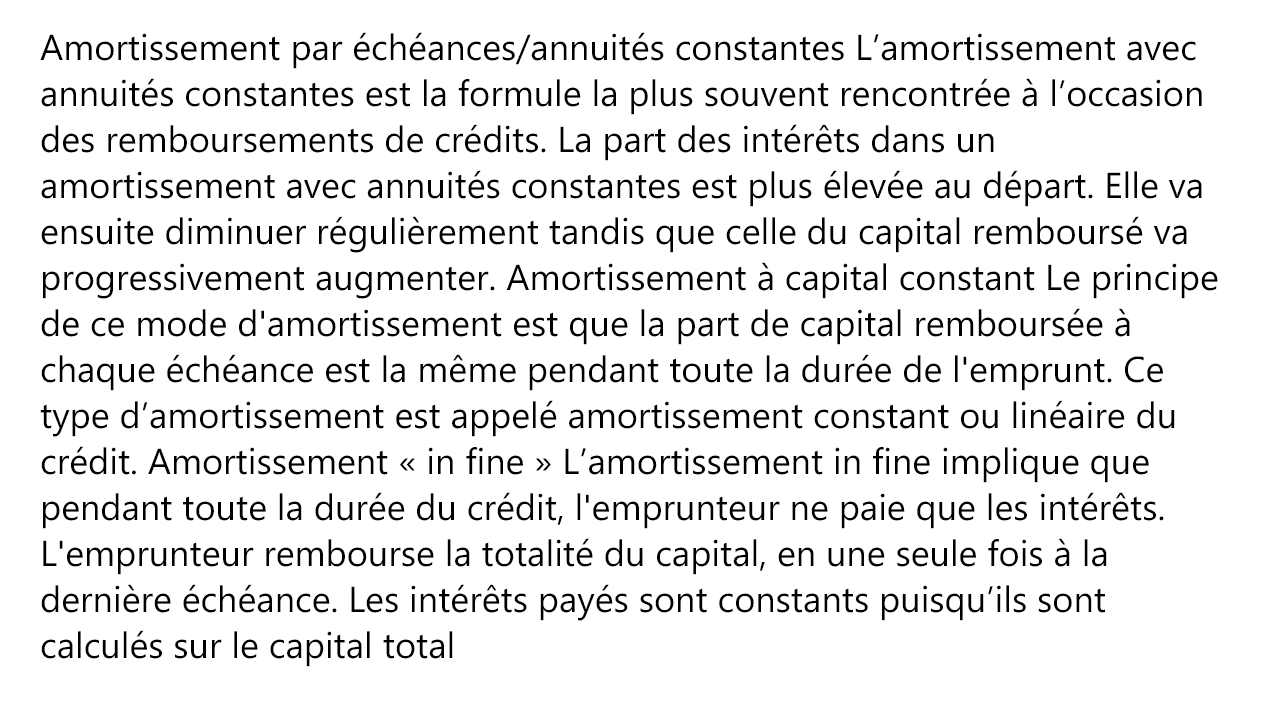 Amortissement par échéances/annuités constantes L’amortissement avec
annuités constantes est la formule la plus souvent rencontrée à l’occasion
des remboursements de crédits. La part des intérêts dans un
amortissement avec annuités constantes est plus élevée au départ. Elle va
ensuite diminuer régulièrement tandis que celle du capital remboursé va
progressivement augmenter. Amortissement à capital constant Le principe
de ce mode d'amortissement est que la part de capital remboursée à
chaque échéance est la même pendant toute la durée de l'emprunt. Ce
type d’amortissement est appelé amortissement constant ou linéaire du
crédit. Amortissement « in fine » L’amortissement in fine implique que
pendant toute la durée du crédit, l'emprunteur ne paie que les intérêts.
L'emprunteur rembourse la totalité du capital, en une seule fois à la
dernière échéance. Les intérêts payés sont constants puisqu’ils sont
calculés sur le capital total